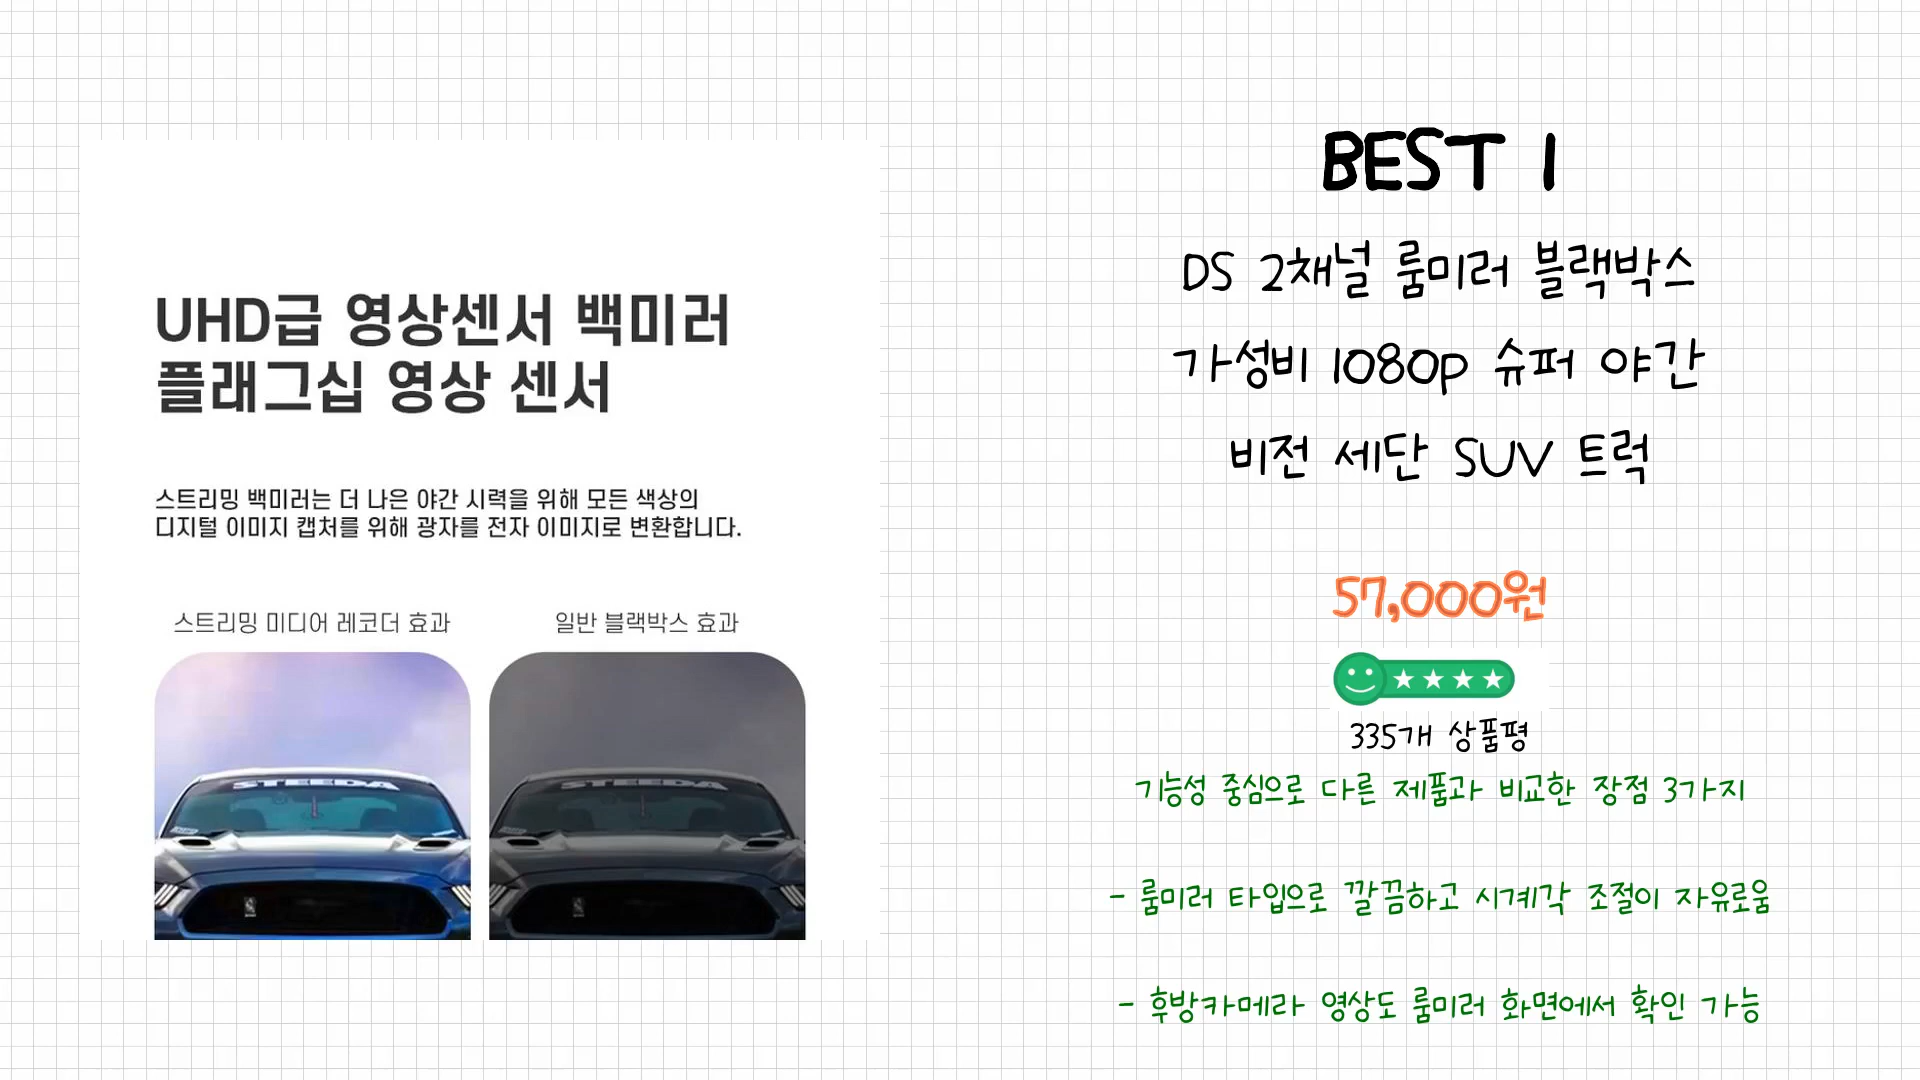 UHD급 영상센서 백미러
플래그십 영상 센서
스트리밍 백미러는 더 나은 야간 시력을 위해 모든 색상의
디지털 이미지 캡처를 위해 광자를 전자 이미지로 변환합니다.
스트리밍 미디어 레코더 효과
일반 블랙박스 효과
STEEDA
STEEDA
BEST 1
DS 2채널 룸미러 블랙박스
가성비 1080p 슈퍼 야간
비전 세단 SUV 트럭
57,000원
335개 상품평
기능성 중심으로 다른 제품과 비교한 장점 3가지
- 룸미러 타입으로 깔끔하고 시계각 조절이 자유로움
- 후방카메라 영상도 룸미러 화면에서 확인 가능